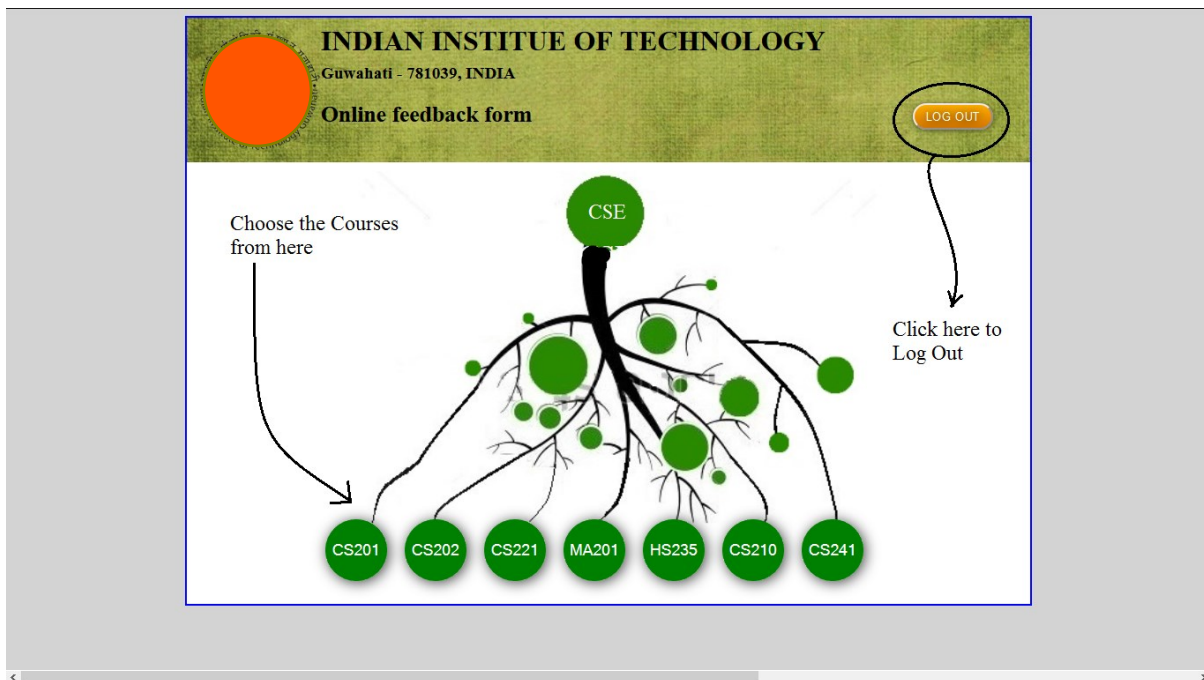 INDIAN INSTITUE OF TECHNOLOGY
Guwahati - 781039, INDIA
Online feedback form
LOG OUT
CSE
Choose the Courses
from here
Click here to
Log Out
CS201 CS202 CS221 MA201 HS235 CS210 CS241